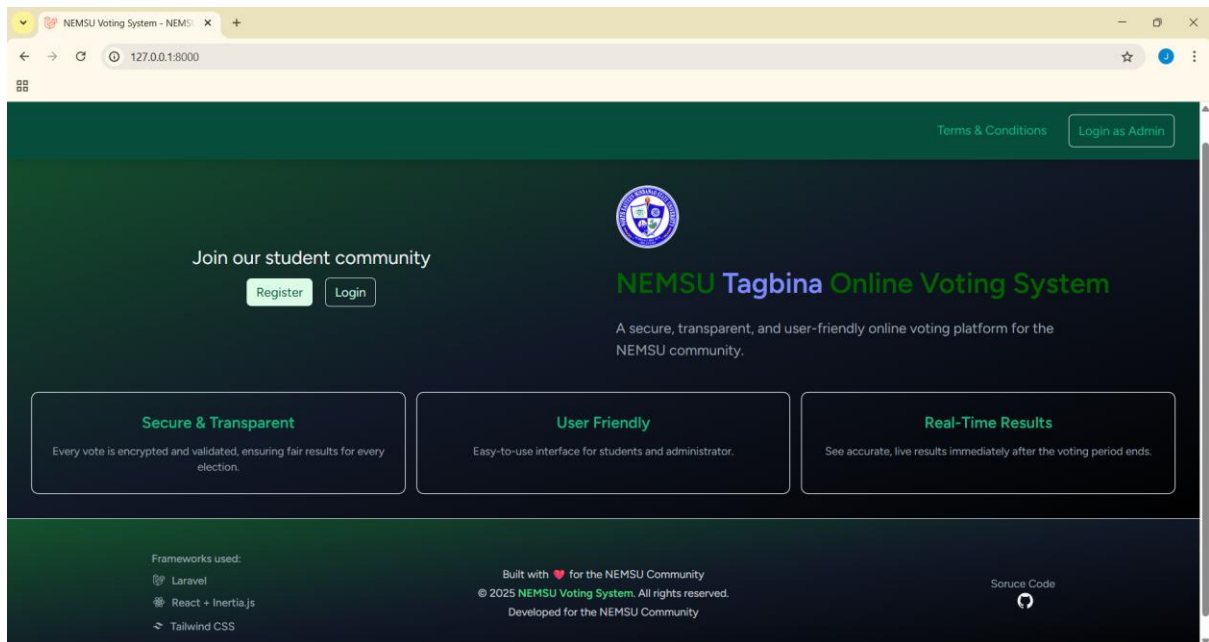 NEMSU Voting System - NEMS
127.0.0.1:8000
J
Terms & Conditions
Login as Admin
Join our student community
Register
Login
NEMSU Tagbina Online Voting System
A secure, transparent, and user-friendly online voting platform for the
NEMSU community.
Secure & Transparent
Every vote is encrypted and validated, ensuring fair results for every
election.
User Friendly
Easy-to-use interface for students and administrator.
Real-Time Results
See accurate, live results immediately after the voting period ends.
Frameworks used:
Laravel
React + Inertia.js
Tailwind CSS
Built with ❤️ for the NEMSU Community
© 2025 NEMSU Voting System. All rights reserved.
Developed for the NEMSU Community
Soruce Code